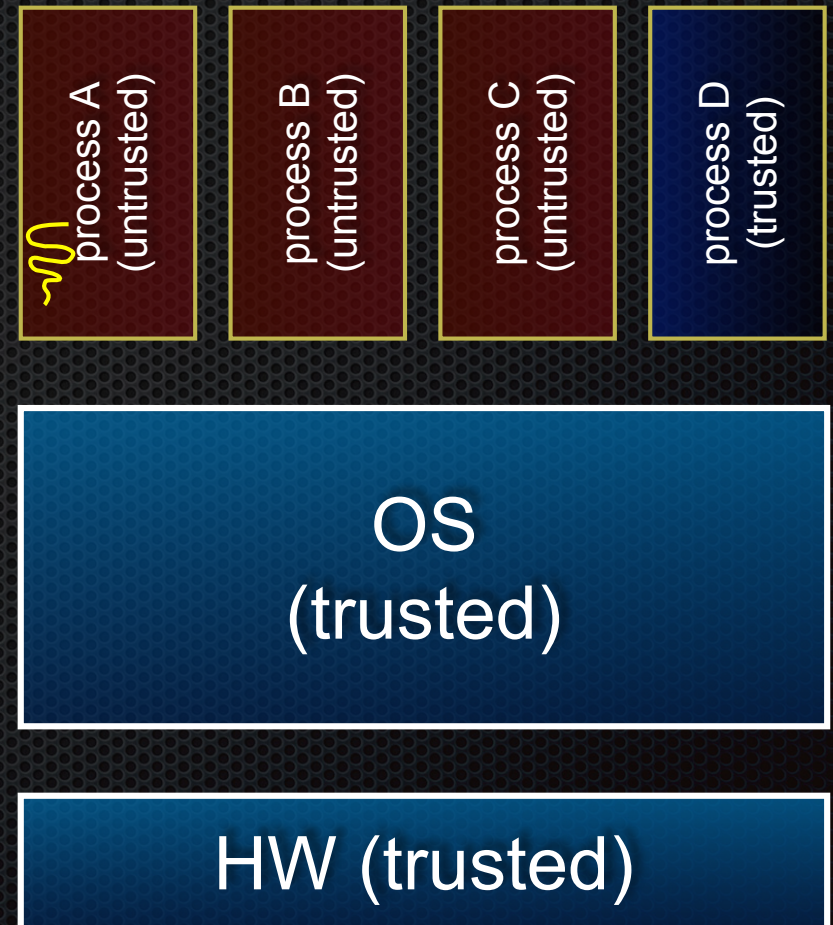 process A
(untrusted)
process B
(untrusted)
process C
(untrusted)
process D
(trusted)
OS
(trusted)
HW (trusted)